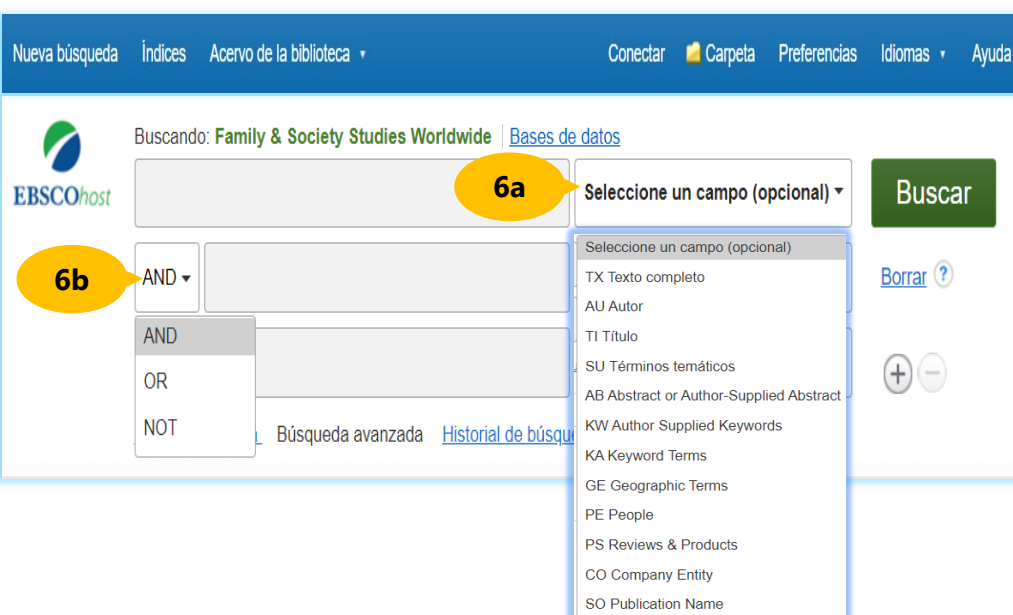 Nueva búsqueda Índices Acervo de la biblioteca Conectar Carpeta Preferencias Idiomas Ayuda
Buscando: Family & Society Studies Worldwide Bases de datos
EBSCOhost
6a
Seleccione un campo (opcional)
Buscar
6b
AND
Borrar ?
AND
OR
NOT
Búsqueda avanzada Historial de búsqu
Seleccione un campo (opcional)
TX Texto completo
AU Autor
TI Título
SU Términos temáticos
AB Abstract or Author-Supplied Abstract
KW Author Supplied Keywords
KA Keyword Terms
GE Geographic Terms
PE People
PS Reviews & Products
CO Company Entity
SO Publication Name